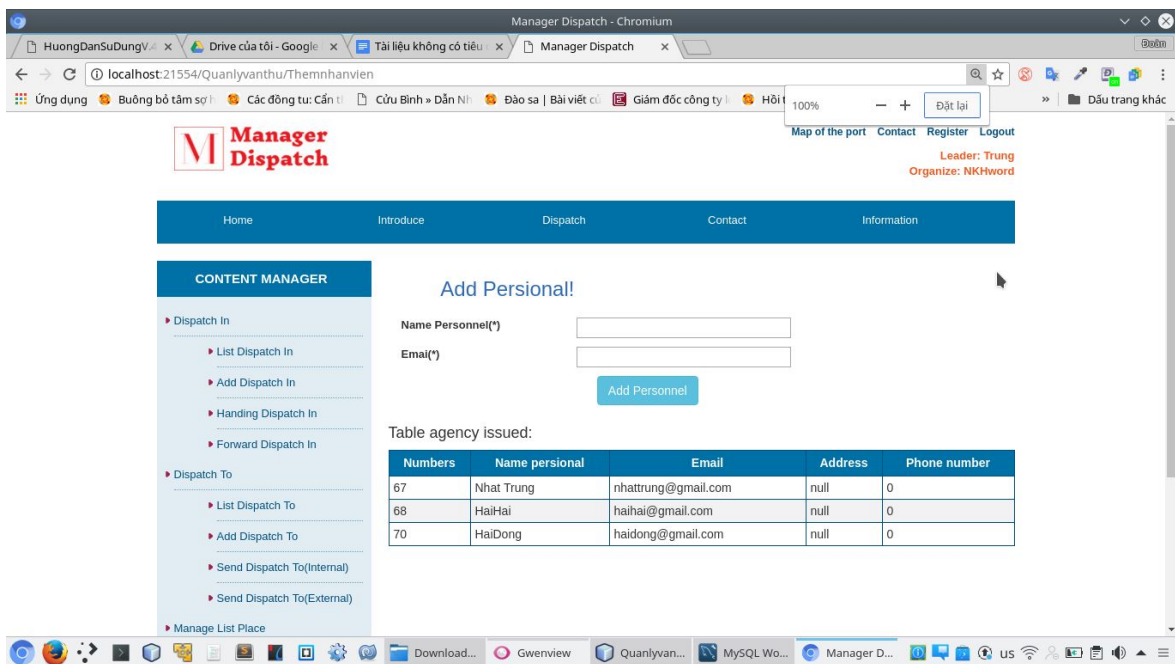 Manager Dispatch - Chromium
HuongDanSuDungV.
Drive của tôi - Google
Tài liệu không có tiêu
Manager Dispatch
Đoàn
localhost:21554/Quanlyvanthu/Themnhanvien
Ứng dụng
Buông bỏ tâm sợ
Các đồng tu: Cẩn
Cửu Bình » Dẫn Nh
Đào sa | Bài viết
Giám đốc công ty
Hồi
»
Dấu trang khác
100%
Đặt lại
Manager
Dispatch
M
Map of the port Contact Register Logout
Leader: Trung
Organize: NKHword
Home Introduce Dispatch Contact Information
CONTENT MANAGER
Dispatch In
List Dispatch In
Add Dispatch In
Handing Dispatch In
Forward Dispatch In
Dispatch To
List Dispatch To
Add Dispatch To
Send Dispatch To(Internal)
Send Dispatch To(External)
Manage List Place
Add Persional!
Name Personnel(*)
Emai(*)
Add Personnel
Table agency issued:
Numbers Name persional Email Address Phone number
67 Nhat Trung nhattrung@gmail.com null 0
68 HaiHai haihai@gmail.com null 0
70 HaiDong haidong@gmail.com null 0
Download... Gwenview Quanlyvan... MySQL Wo... Manager D... us